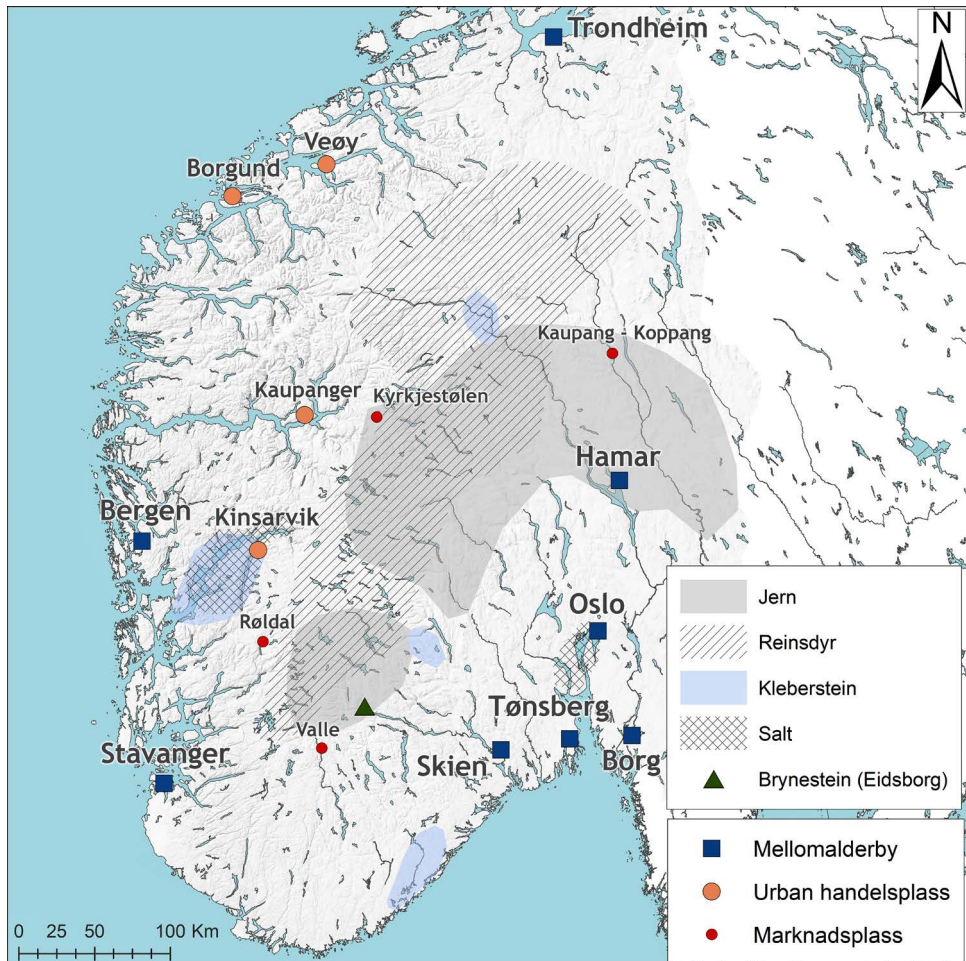 Trondheim
N
Veøy
Borgund
Kaupang - Koppang
Kaupanger
Kyrkjestølen
Hamar
Bergen
Kinsarvik
Jern
Oslo
Røldal
Reinsdyr
Kleberstein
Tønsberg
Salt
Valle
Stavanger
Skien
Borg
Brynestein (Eidsborg)
Mellomalderby
Urban handelsplass
Marknadsplass
0 25 50 100 Km